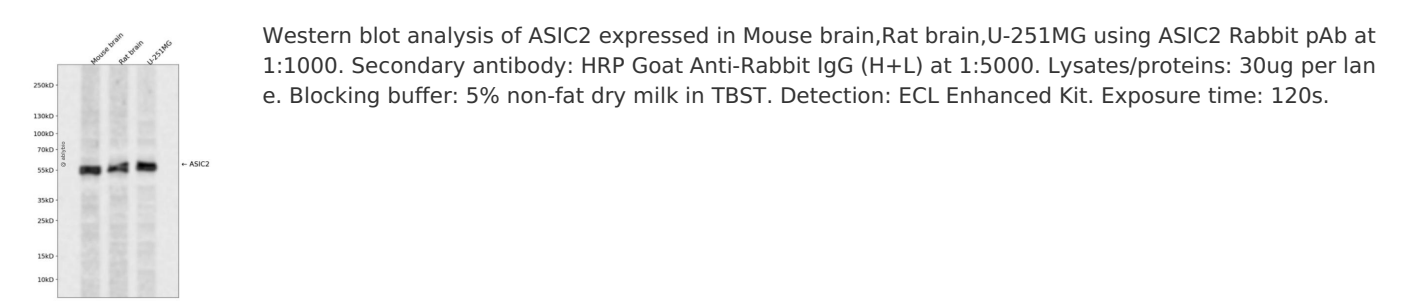 Mouse brain
Rat brain
U-251MG
250kD
130kD
100kD
70kD
55kD
35kD
25kD
15kD
10kD
@ ablybio
← ASIC2
Western blot analysis of ASIC2 expressed in Mouse brain,Rat brain,U-251MG using ASIC2 Rabbit pAb at
1:1000. Secondary antibody: HRP Goat Anti-Rabbit IgG (H+L) at 1:5000. Lysates/proteins: 30ug per lan
e. Blocking buffer: 5% non-fat dry milk in TBST. Detection: ECL Enhanced Kit. Exposure time: 120s.